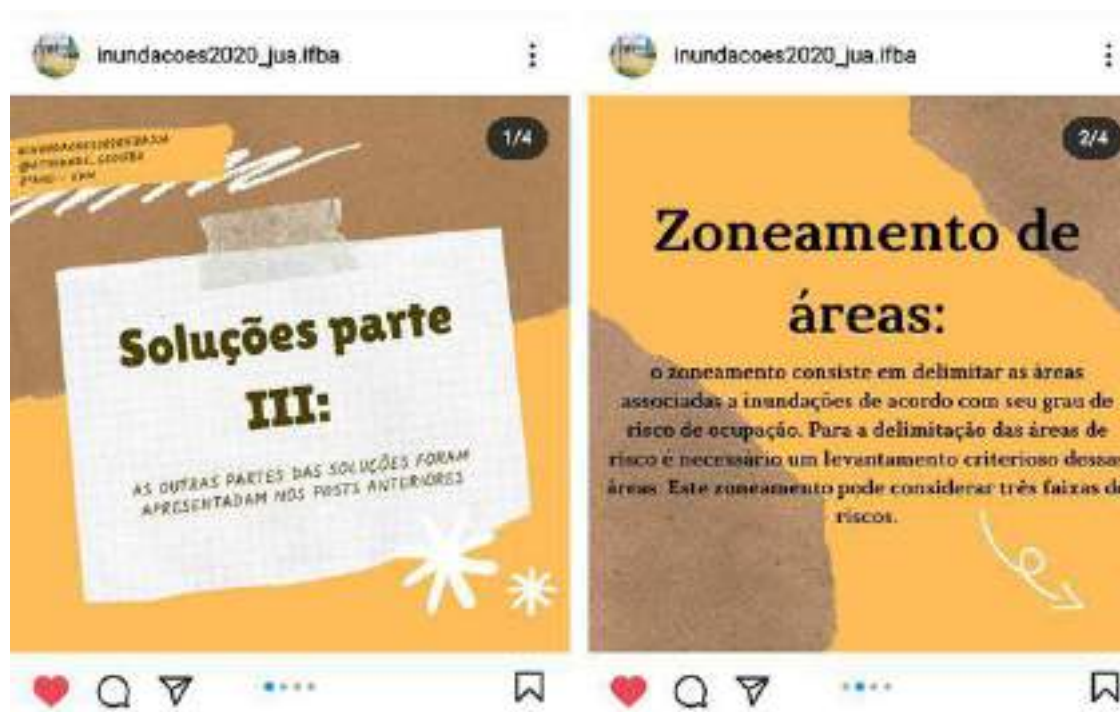 inundacoes2020_jua.ifba
1/4
Soluções parte
III:
AS OUTRAS PARTES DAS SOLUÇÕES FORAM
APRESENTADAM NOS POSTS ANTERIORES
inundacoes2020_jua.ifba
2/4
Zoneamento de
áreas:
o zoneamento consiste em delimitar as áreas
associadas a inundações de acordo com seu grau de
risco de ocupação. Para a delimitação das áreas de
risco é necessário um levantamento criterioso dessas
áreas. Este zoneamento pode considerar três faixas de
riscos.